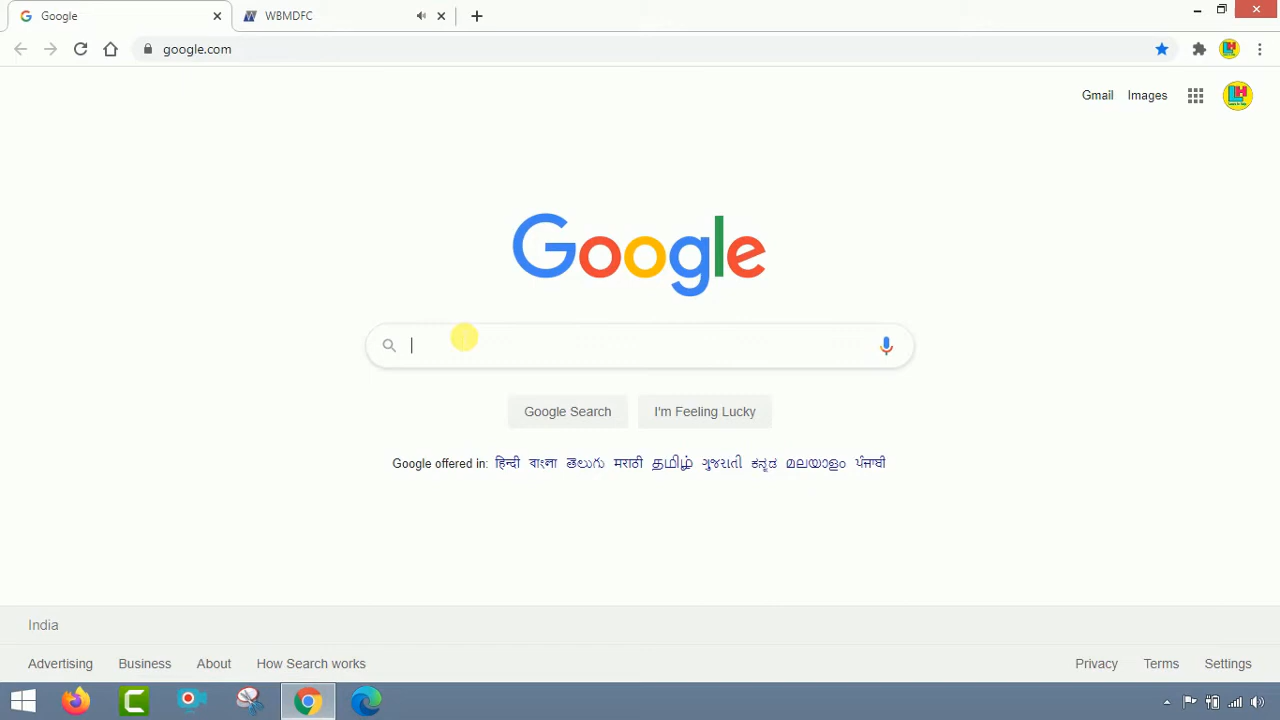 Google
WBMDFC
google.com
Gmail Images
LH
Google
Google Search I'm Feeling Lucky
Google offered in: हिन्दी বাংলা తెలుగు मराठी தமிழ் ગુજરાતી ಕನ್ನಡ മലയാളം ਪੰਜਾਬੀ
India
Advertising Business About How Search works
Privacy Terms Settings